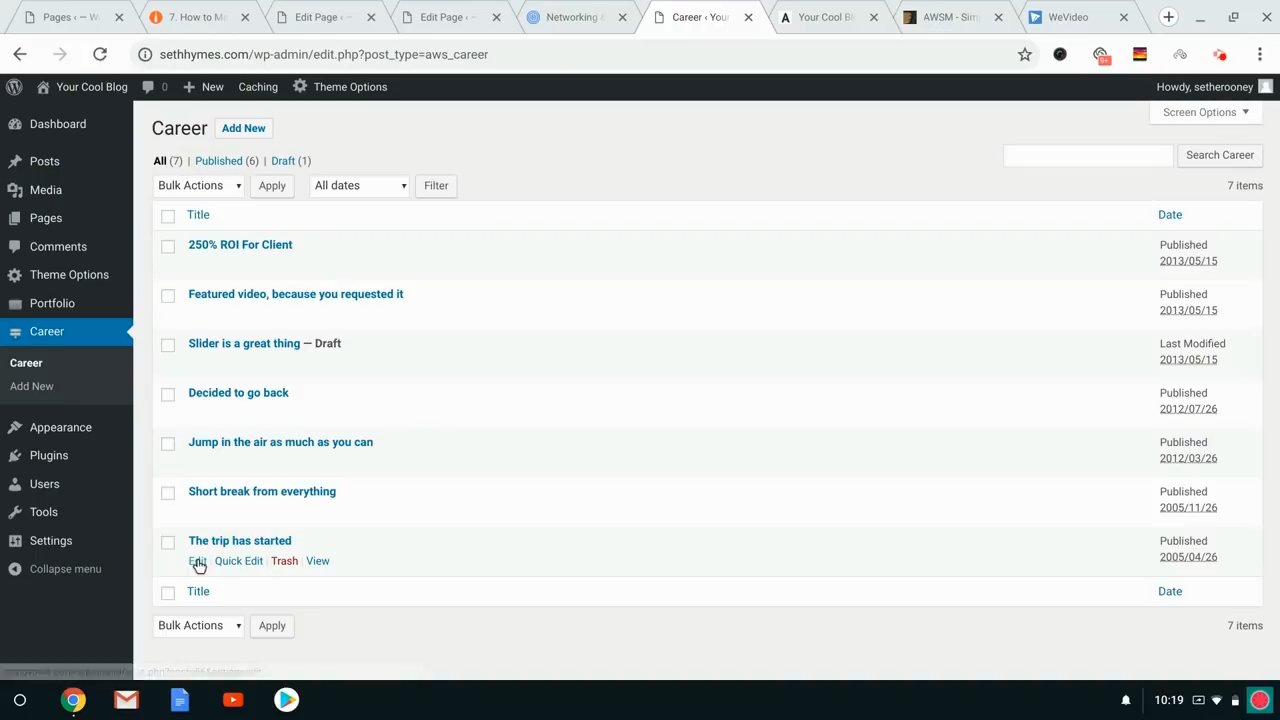 Pages ‹ — W
7. How to M
Edit Page ‹
Edit Page ‹
Networking &
Career ‹ You
Your Cool Bl
AWSM - Sim
WeVideo
sethhymes.com/wp-admin/edit.php?post_type=aws_career
9+
Your Cool Blog
0
New
Caching
Theme Options
Howdy, setherooney
Dashboard
Posts
Media
Pages
Comments
Theme Options
Portfolio
Career
Career
Add New
Appearance
Plugins
Users
Tools
Settings
Collapse menu
Career Add New
Screen Options
All (7) | Published (6) | Draft (1)
Search Career
Bulk Actions Apply All dates Filter
7 items
Title Date
250% ROI For Client
Published
2013/05/15
Featured video, because you requested it
Published
2013/05/15
Slider is a great thing — Draft
Last Modified
2013/05/15
Decided to go back
Published
2012/07/26
Jump in the air as much as you can
Published
2012/03/26
Short break from everything
Published
2005/11/26
The trip has started
Published
2005/04/26
Edit | Quick Edit | Trash | View
Title Date
Bulk Actions Apply
7 items
10:19